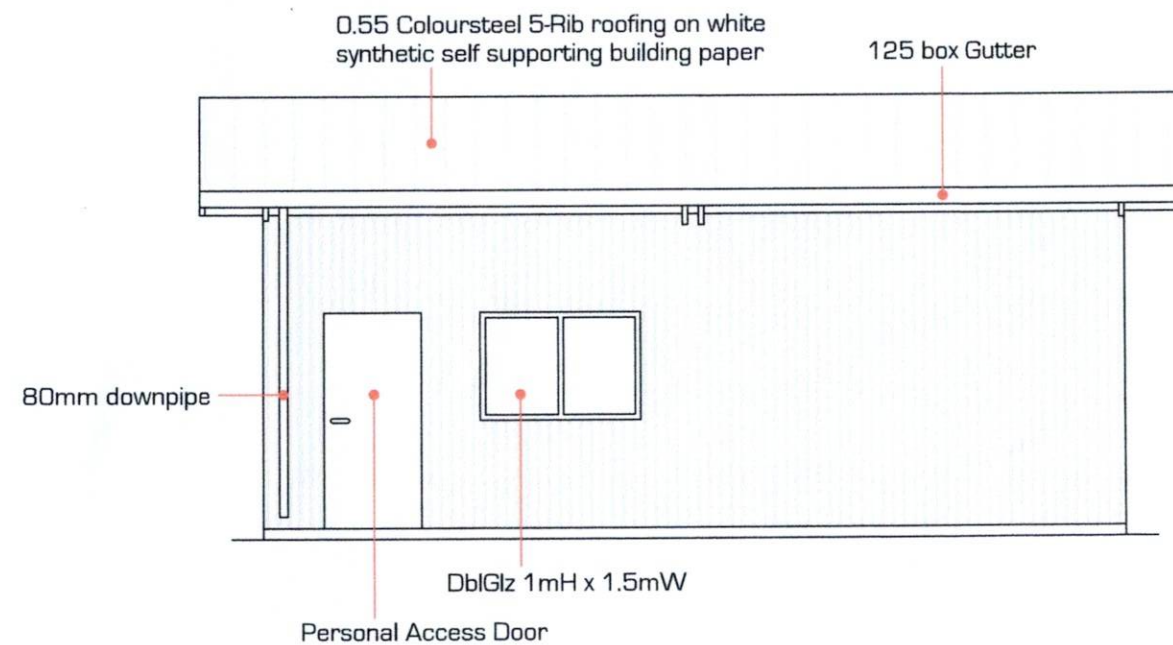 0.55 Coloursteel 5-Rib roofing on white
synthetic self supporting building paper
125 box Gutter
80mm downpipe
DblGlz 1mH x 1.5mW
Personal Access Door